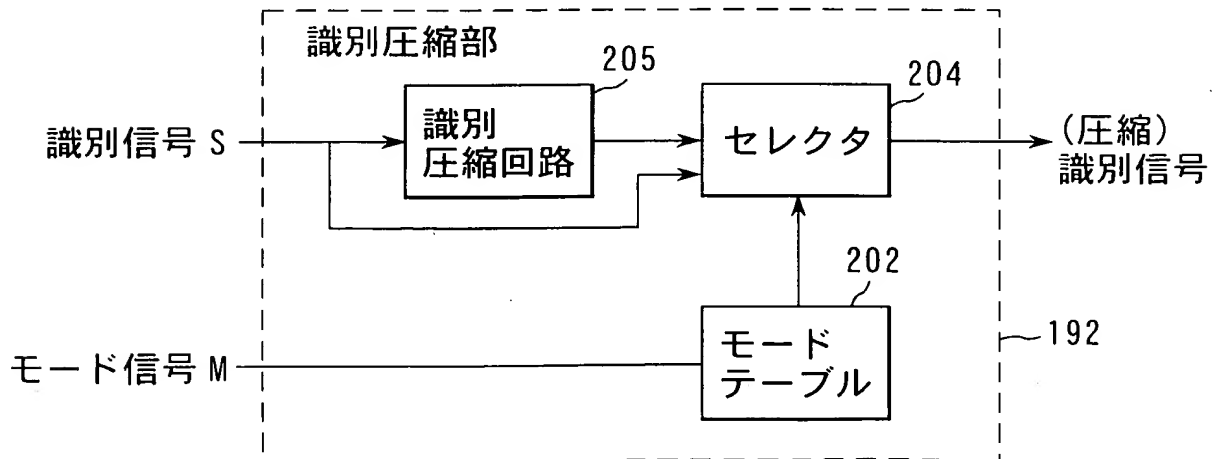 識別圧縮部
205
204
識別信号 S
識別
圧縮回路
セレクタ
(圧縮)
識別信号
202
192
モード信号 M
モード
テーブル